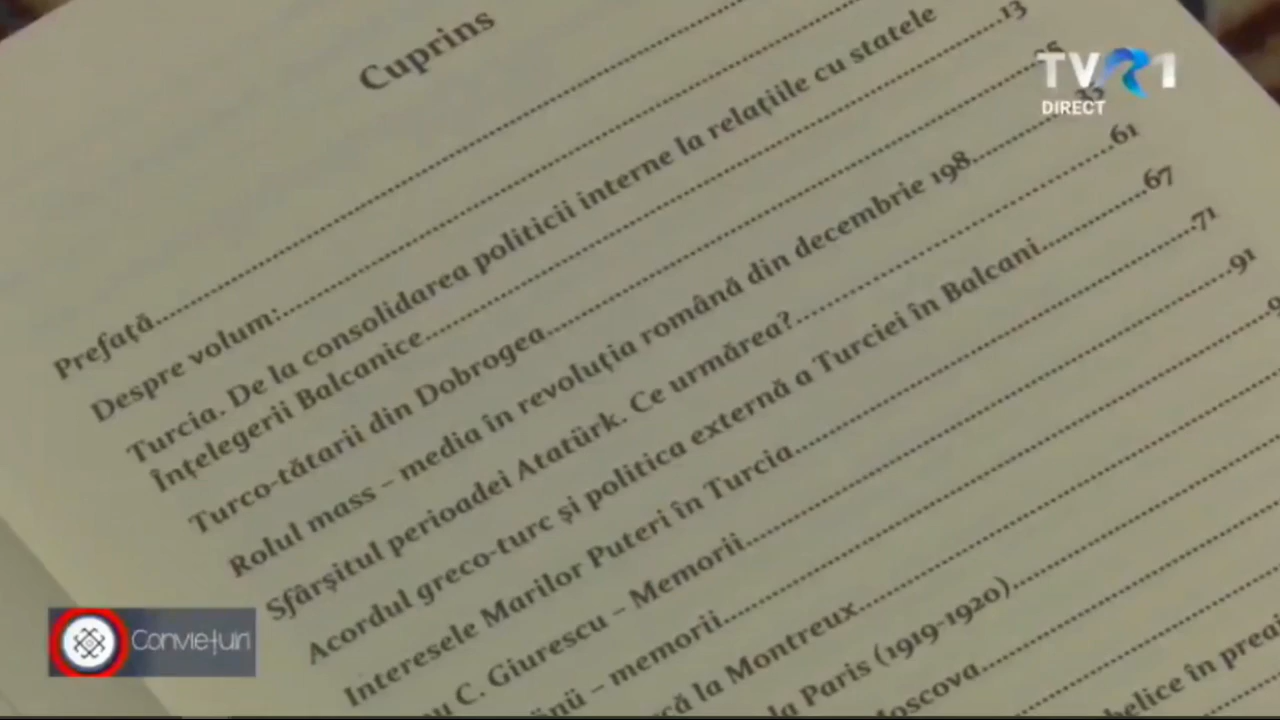 Cuprins
Prefață
Despre volum:
Turcia. De la consolidarea politicii interne la relațiile cu statele
Înțelegerii Balcanice 13
Turco-tătarii din Dobrogea
Rolul mass – media în revoluția română din decembrie 198
Sfârșitul perioadei Atatürk. Ce urmărea? 61
Acordul greco-turc și politica externă a Turciei în Balcani 67
Interesele Marilor Puteri în Turcia 71
C. Giurescu – Memorii 91
– memorii
la Montreux
la Paris (1919-1920)
în
TVR1
DIRECT
Conviețuiri